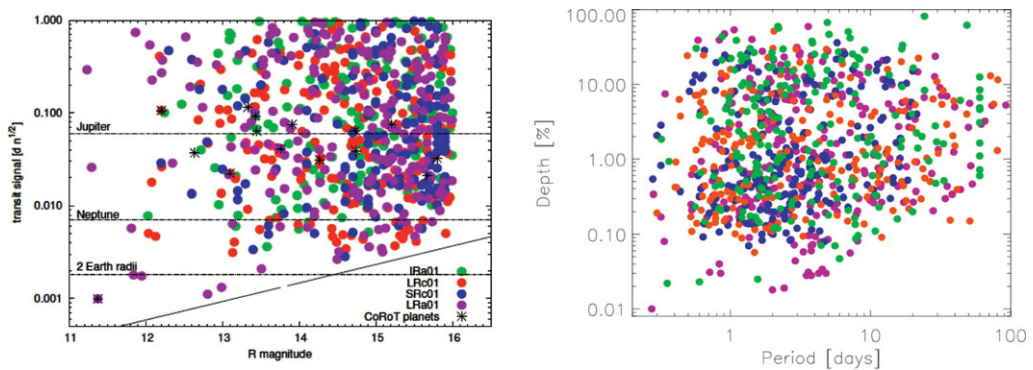 transit signal [d n^1/2]
1.000
0.100
0.010
0.001
Jupiter
Neptune
2 Earth radii
IRa01
LRc01
SRc01
LRa01
CoRoT planets
11 12 13 14 15 16
R magnitude
Depth [%]
100.00
10.00
1.00
0.10
0.01
1 10 100
Period [days]